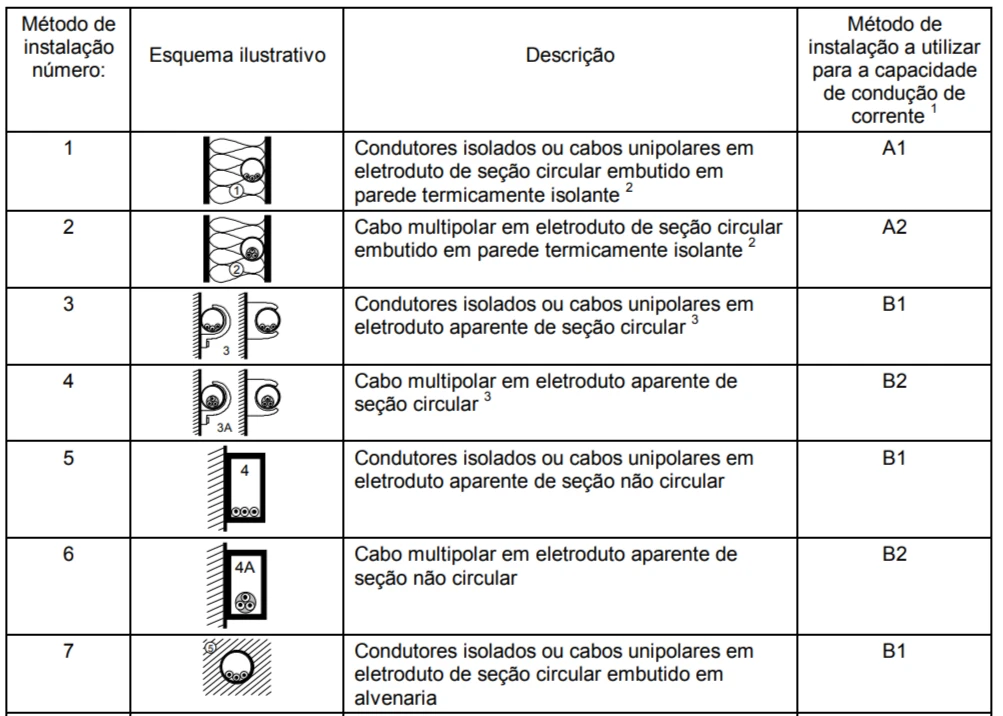 Método de
instalação
número:
Esquema ilustrativo
Descrição
Método de
instalação a utilizar
para a capacidade
de condução de
corrente 1
1
1
Condutores isolados ou cabos unipolares em
eletroduto de seção circular embutido em
parede termicamente isolante 2
A1
2
2
Cabo multipolar em eletroduto de seção circular
embutido em parede termicamente isolante 2
A2
3
3
Condutores isolados ou cabos unipolares em
eletroduto aparente de seção circular 3
B1
4
3A
Cabo multipolar em eletroduto aparente de
seção circular 3
B2
5
4
Condutores isolados ou cabos unipolares em
eletroduto aparente de seção não circular
B1
6
4A
Cabo multipolar em eletroduto aparente de
seção não circular
B2
7
5
Condutores isolados ou cabos unipolares em
eletroduto de seção circular embutido em
alvenaria
B1